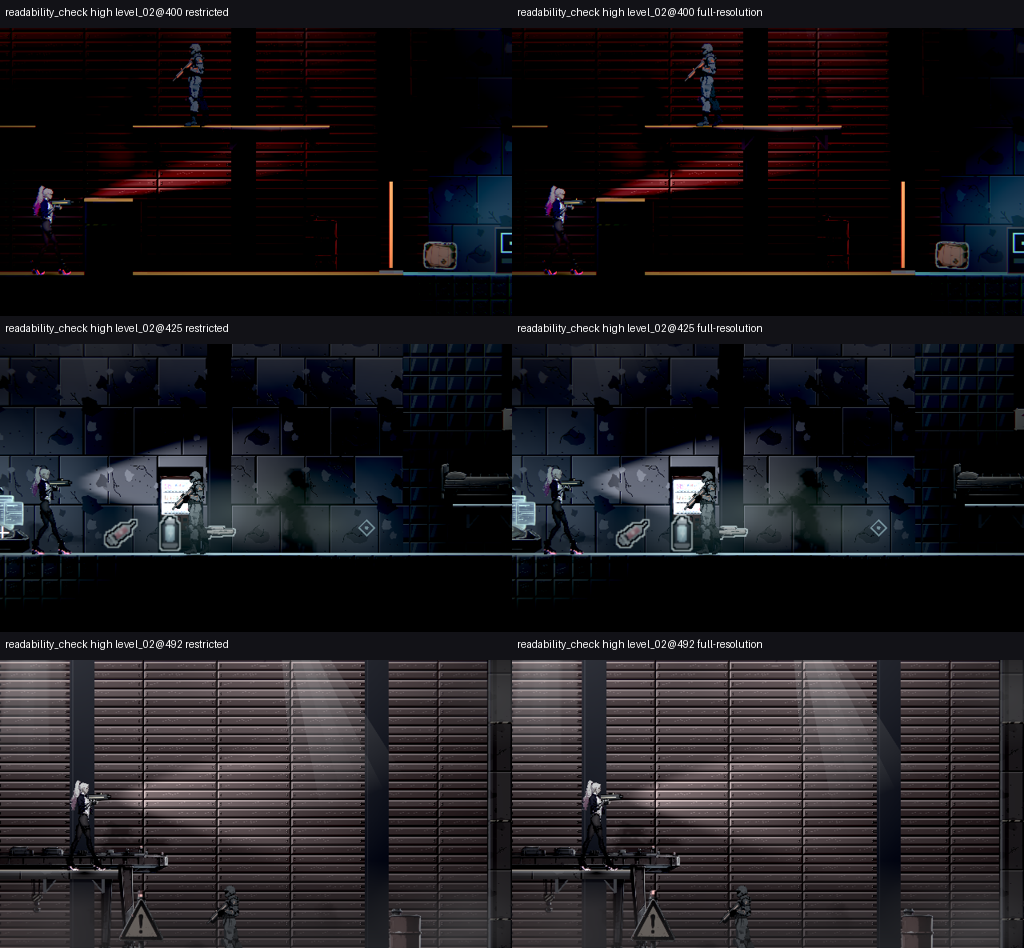 readability_check high level_02@400 restricted
readability_check high level_02@400 full-resolution
readability_check high level_02@425 restricted
readability_check high level_02@425 full-resolution
readability_check high level_02@492 restricted
readability_check high level_02@492 full-resolution
!
!